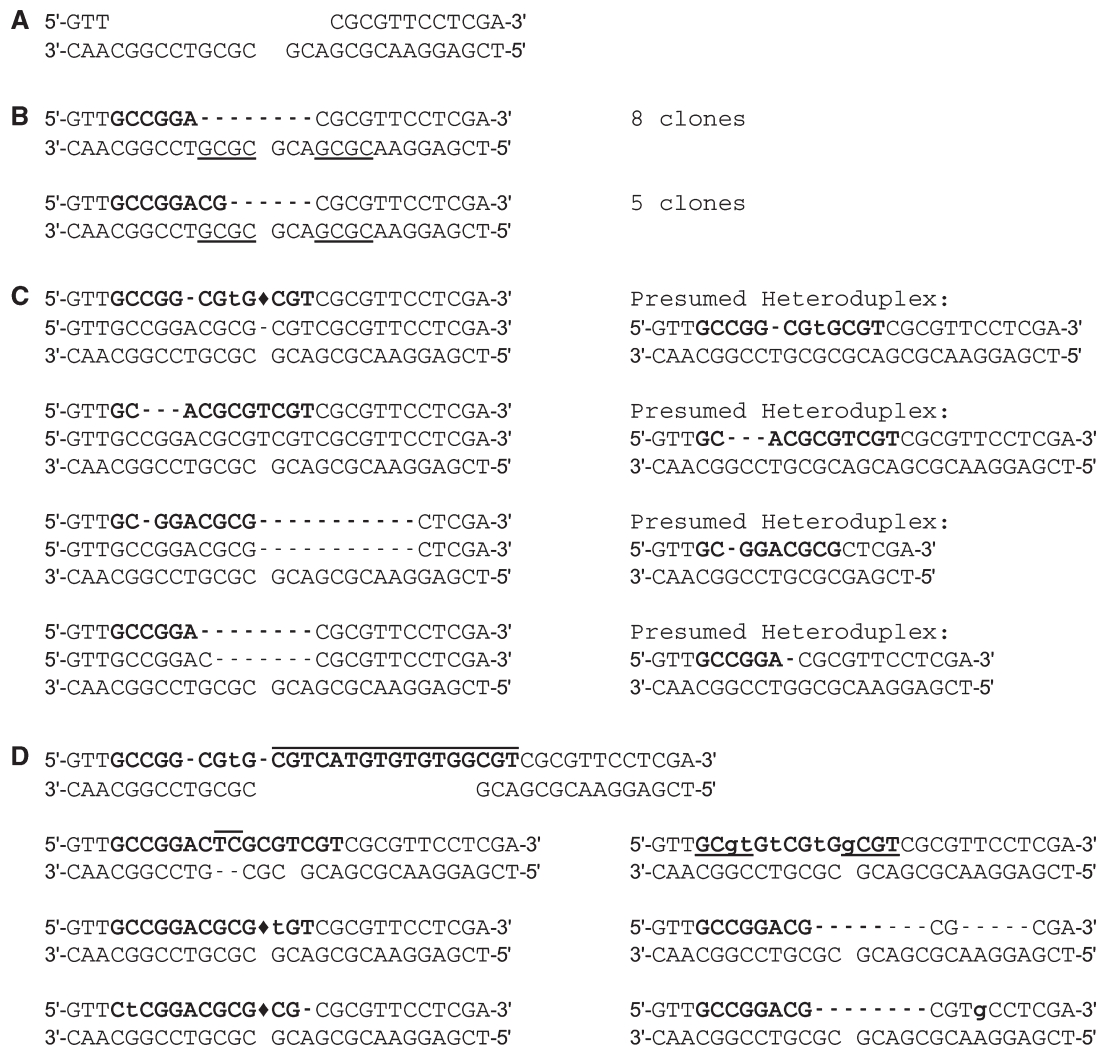 A 5'-GTT CGCGTTCCTCGA-3'
3'-CAACGGCCTGCGC GCAGCGCAAGGAGCT-5'
B 5'-GTTGCCGGA--------CGCGTTCCTCGA-3' 8 clones
3'-CAACGGCCTGCGC GCAGCGCAAGGAGCT-5'
5'-GTTGCCGGACG------CGCGTTCCTCGA-3' 5 clones
3'-CAACGGCCTGCGC GCAGCGCAAGGAGCT-5'
C 5'-GTTGCCGG-CGtG♦CGTCGCGTTCCTCGA-3' Presumed Heteroduplex:
5'-GTTGCCGGACGCG-CGTCGCGTTCCTCGA-3' 5'-GTTGCCGG-CGtGCGTCGCGTTCCTCGA-3'
3'-CAACGGCCTGCGC GCAGCGCAAGGAGCT-5' 3'-CAACGGCCTGCGCGCAGCGCAAGGAGCT-5'
5'-GTTGC---ACGCGTCGTCGCGTTCCTCGA-3' Presumed Heteroduplex:
5'-GTTGCCGGACGCGTCGTCGCGTTCCTCGA-3' 5'-GTTGC---ACGCGTCGTCGCGTTCCTCGA-3'
3'-CAACGGCCTGCGC GCAGCGCAAGGAGCT-5' 3'-CAACGGCCTGCGCAGCAGCGCAAGGAGCT-5'
5'-GTTGC-GGACGCG-----------CTCGA-3' Presumed Heteroduplex:
5'-GTTGCCGGACGCG-----------CTCGA-3' 5'-GTTGC-GGACGCGCTCGA-3'
3'-CAACGGCCTGCGC GCAGCGCAAGGAGCT-5' 3'-CAACGGCCTGCGCGAGCT-5'
5'-GTTGCCGGA--------CGCGTTCCTCGA-3' Presumed Heteroduplex:
5'-GTTGCCGGAC-------CGCGTTCCTCGA-3' 5'-GTTGCCGGA-CGCGTTCCTCGA-3'
3'-CAACGGCCTGCGC GCAGCGCAAGGAGCT-5' 3'-CAACGGCCTGGCGCAAGGAGCT-5'
D 5'-GTTGCCGG-CGtG-CGTCATGTGTGTGGCGTCGCGTTCCTCGA-3'
3'-CAACGGCCTGCGC GCAGCGCAAGGAGCT-5'
5'-GTTGCCGGACTCGCGTCGTCGCGTTCCTCGA-3' 5'-GTTGCgtGtCGtGgCGTCGCGTTCCTCGA-3'
3'-CAACGGCCTG--CGC GCAGCGCAAGGAGCT-5' 3'-CAACGGCCTGCGC GCAGCGCAAGGAGCT-5'
5'-GTTGCCGGACGCG♦tGTCGCGTTCCTCGA-3' 5'-GTTGCCGGACG--------CG-----CGA-3'
3'-CAACGGCCTGCGC GCAGCGCAAGGAGCT-5' 3'-CAACGGCCTGCGC GCAGCGCAAGGAGCT-5'
5'-GTTCtCGGACGCG♦CG-CGCGTTCCTCGA-3' 5'-GTTGCCGGACG--------CGTgCCTCGA-3'
3'-CAACGGCCTGCGC GCAGCGCAAGGAGCT-5' 3'-CAACGGCCTGCGC GCAGCGCAAGGAGCT-5'